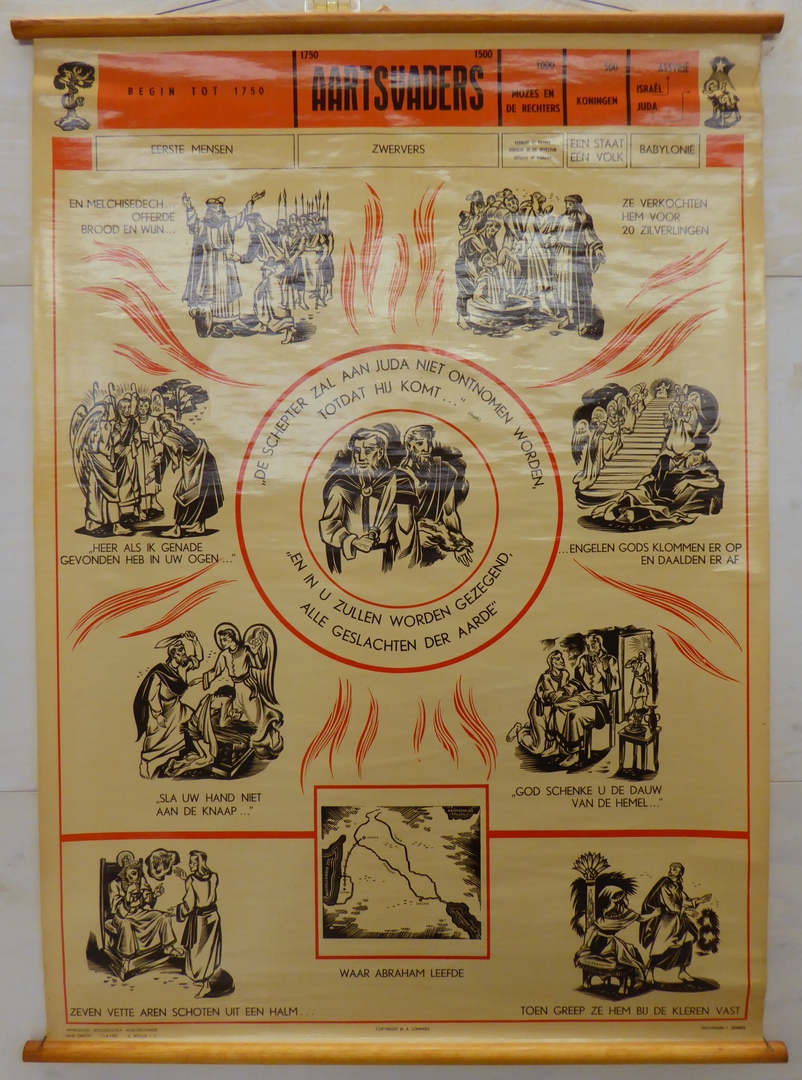 1750
1500
1000
500
ASSYRIË
BEGIN TOT 1750
AARTSVADERS
MOZES EN
DE RECHTERS
KONINGEN
ISRAËL
JUDA
EERSTE MENSEN
ZWERVERS
EEN STAAT
EEN VOLK
BABYLONIË
EN MELCHISEDECH...
OFFERDE
BROOD EN WIJN...
ZE VERKOCHTEN
HEM VOOR
20 ZILVERLINGEN
„DE SCHEPTER ZAL AAN JUDA NIET ONTNOMEN WORDEN,
TOTDAT HIJ KOMT..."
„HEER ALS IK GENADE
GEVONDEN HEB IN UW OGEN..."
...ENGELEN GODS KLOMMEN ER OP
EN DAALDEN ER AF
„EN IN U ZULLEN WORDEN GEZEGEND,
ALLE GESLACHTEN DER AARDE"
„SLA UW HAND NIET
AAN DE KNAAP..."
„GOD SCHENKE U DE DAUW
VAN DE HEMEL..."
WAAR ABRAHAM LEEFDE
ZEVEN VETTE AREN SCHOTEN UIT EEN HALM...
TOEN GREEP ZE HEM BIJ DE KLEREN VAST
COPYRIGHT